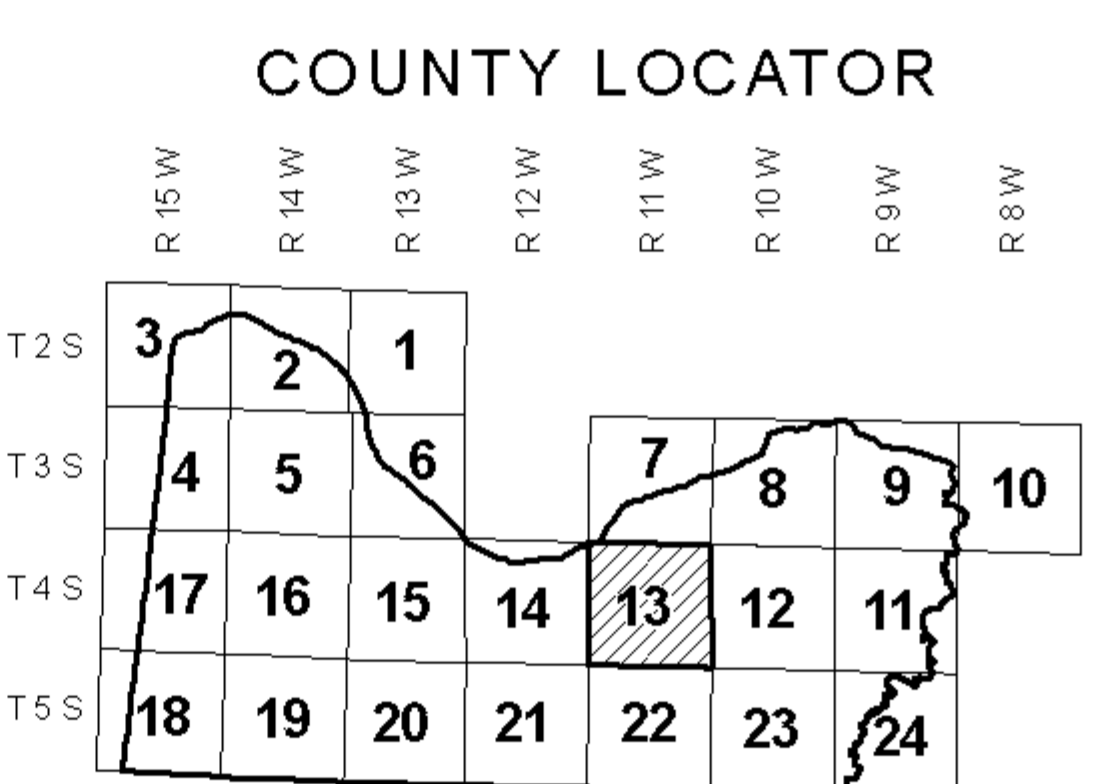 COUNTY LOCATOR
R 15 W R 14 W R 13 W R 12 W R 11 W R 10 W R 9 W R 8 W
T 2 S 3 2 1
T 3 S 4 5 6 7 8 9 10
T 4 S 17 16 15 14 13 12 11
T 5 S 18 19 20 21 22 23 24